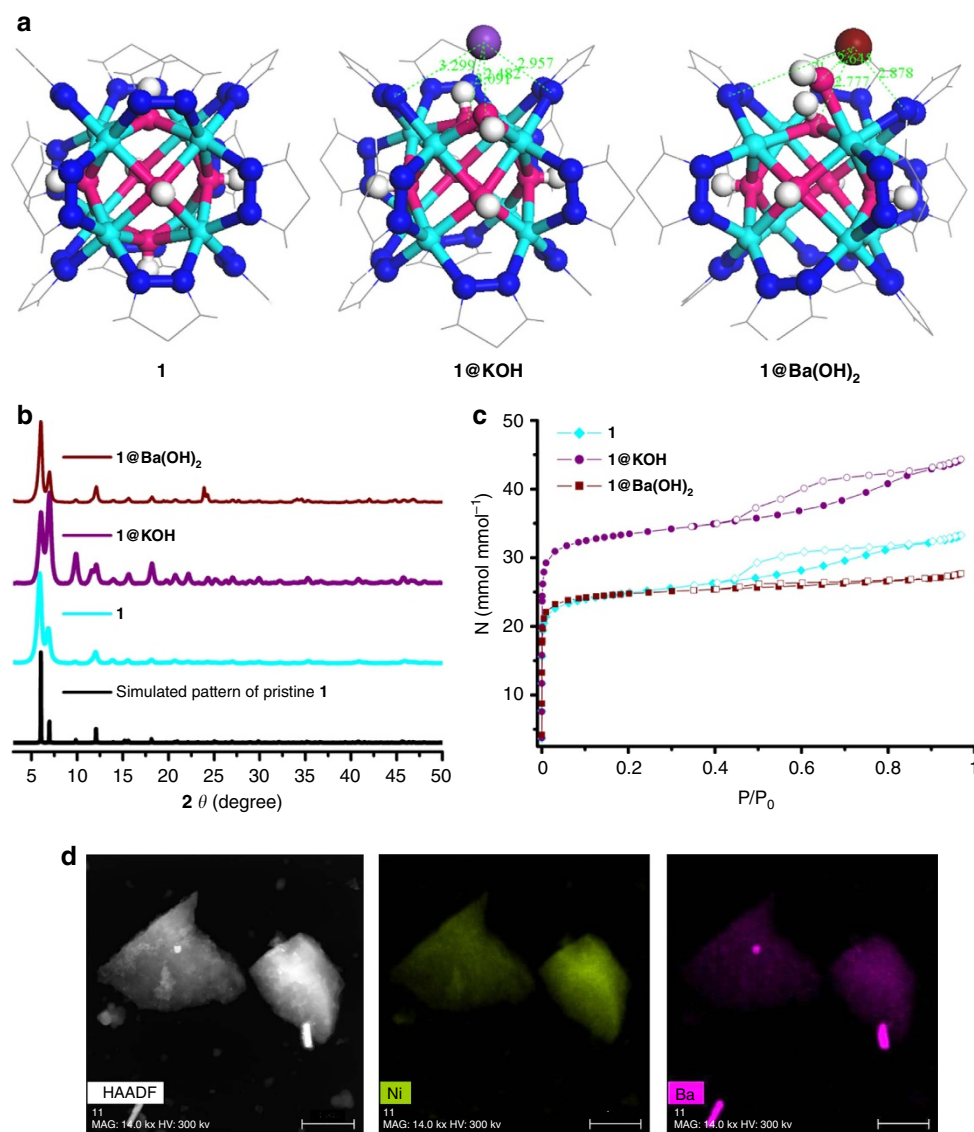 a
3.299
2.957
2.878
1
1@KOH
1@Ba(OH)₂
b
1@Ba(OH)₂
1@KOH
1
Simulated pattern of pristine 1
5 10 15 20 25 30 35 40 45 50
2 θ (degree)
c
1
1@KOH
1@Ba(OH)₂
50
40
30
20
10
0 0.2 0.4 0.6 0.8 1
P/P₀
N (mmol mmol⁻¹)
d
HAADF
11
MAG: 14.0 kx HV: 300 kv
Ni
11
MAG: 14.0 kx HV: 300 kv
Ba
11
MAG: 14.0 kx HV: 300 kv